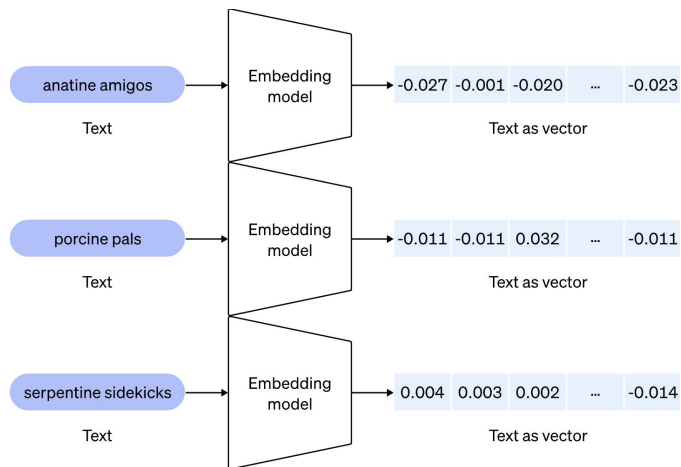 anatine amigos
Embedding
model
-0.027 -0.001 -0.020 ... -0.023
Text
Text as vector
porcine pals
Embedding
model
-0.011 -0.011 0.032 ... -0.011
Text
Text as vector
serpentine sidekicks
Embedding
model
0.004 0.003 0.002 ... -0.014
Text
Text as vector